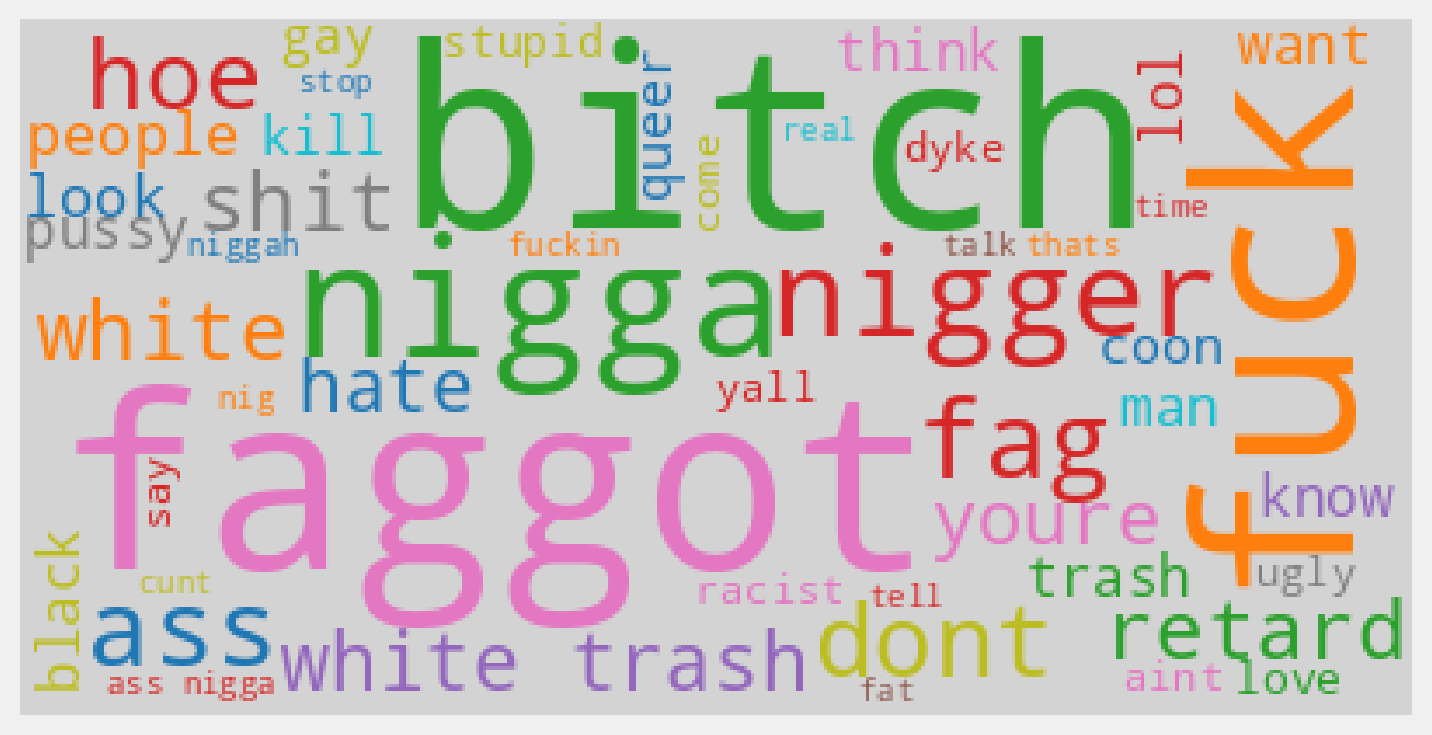 hoe
gay
stop
stupid
bitch
queer
think
lol
want
people
kill
come
real
dyke
fuck
look
shit
time
pussy
niggah
fuckin
talk
thats
white
nigga
nigger
coon
hate
nig
yall
man
faggot
fag
say
know
youre
black
cunt
racist
tell
trash
ugly
ass
white trash
dont
retard
ass nigga
fat
aint
love